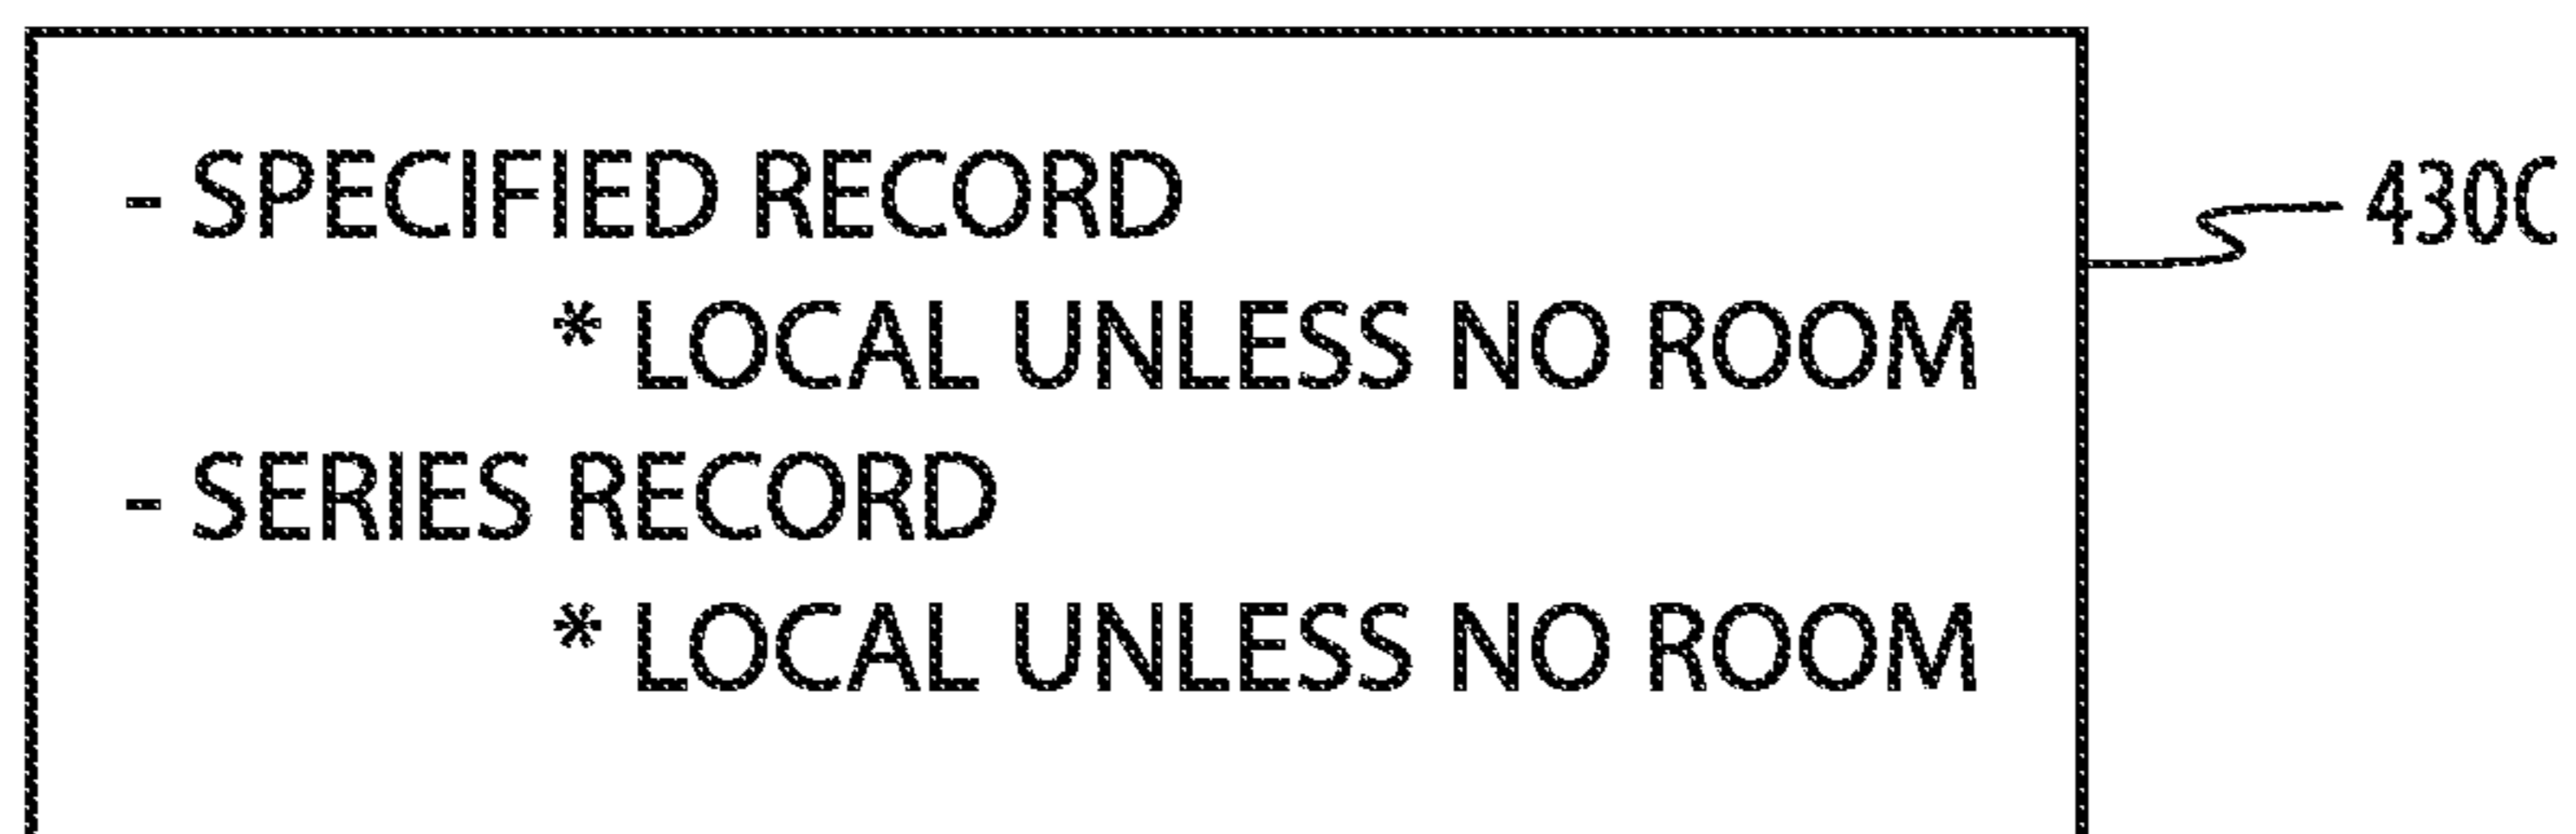 - SPECIFIED RECORD
430C
* LOCAL UNLESS NO ROOM
- SERIES RECORD
* LOCAL UNLESS NO ROOM